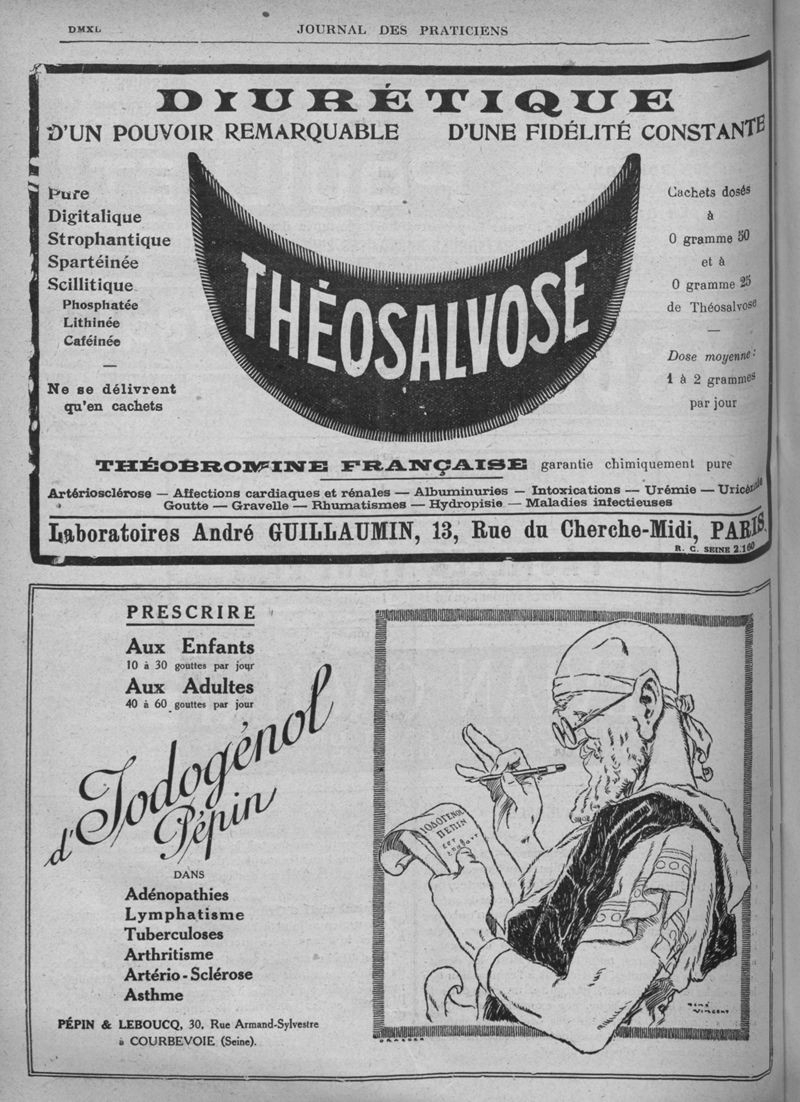 DMXL
JOURNAL DES PRATICIENS
DIURÉTIQUE
D'UN POUVOIR REMARQUABLE D'UNE FIDÉLITÉ CONSTANTE
Pure
Digitalique
Strophantique
Spartéinée
Scillitique
Phosphatée
Lithinée
Caféinée
—
Ne se délivrent
qu'en cachets
THÉOSALVOSE
Cachets dosés
à
0 gramme 50
et à
0 gramme 25
de Théosalvose
—
Dose moyenne:
1 à 2 grammes
par jour
THÉOBROMINE FRANÇAISE garantie chimiquement pure
Artériosclérose — Affections cardiaques et rénales — Albuminuries — Intoxications — Urémie — Uricémie
Goutte — Gravelle — Rhumatismes — Hydropisie — Maladies infectieuses
Laboratoires André GUILLAUMIN, 13, Rue du Cherche-Midi, PARIS.
R. C. SEINE 2.160
PRESCRIRE
Aux Enfants
10 à 30 gouttes par jour
Aux Adultes
40 à 60 gouttes par jour
d'Iodogénol
Pépin
DANS
Adénopathies
Lymphatisme
Tuberculoses
Arthritisme
Artério-Sclérose
Asthme
PÉPIN & LEBOUCQ, 30, Rue Armand-Sylvestre
à COURBEVOIE (Seine).
ΙΟΔΟΓΕΝΟΛ
ΠΕΠΙΝ
RENÉ
VINCENT
DRAEGER